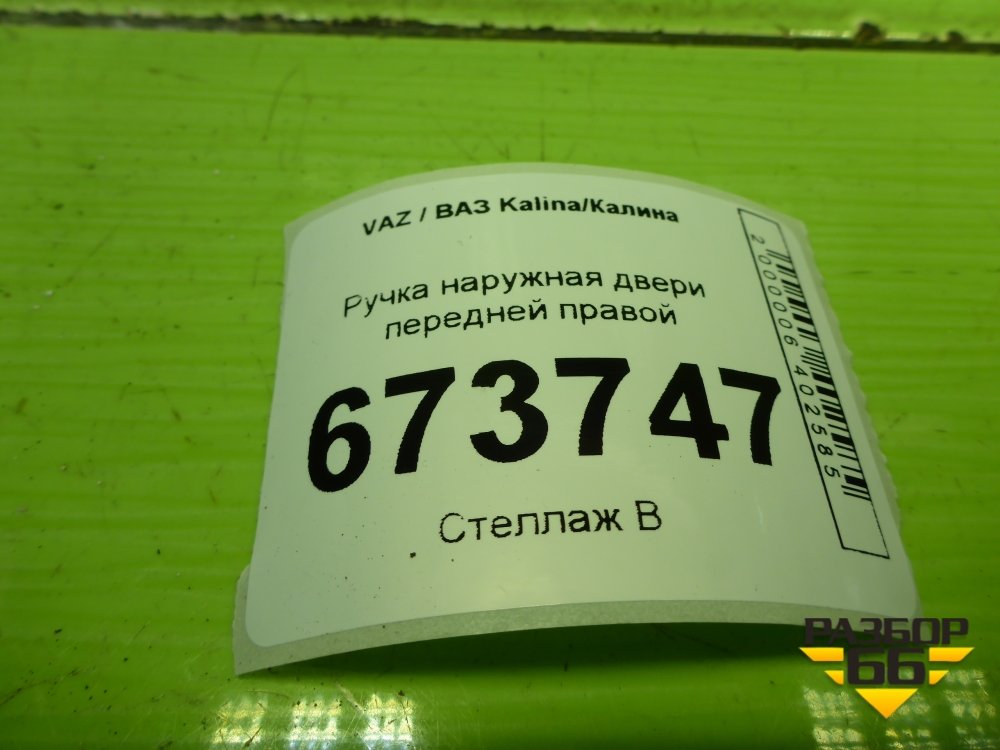 VAZ / ВАЗ Kalina/Калина
Ручка наружная двери
передней правой
673747
Стеллаж В
2000006402585
РАЗБОР
66